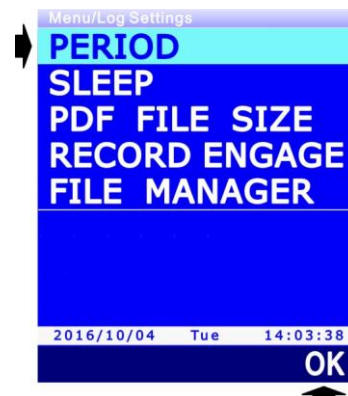 Menu/Log Settings
PERIOD
SLEEP
PDF FILE SIZE
RECORD ENGAGE
FILE MANAGER
2016/10/04 Tue 14:03:38
OK